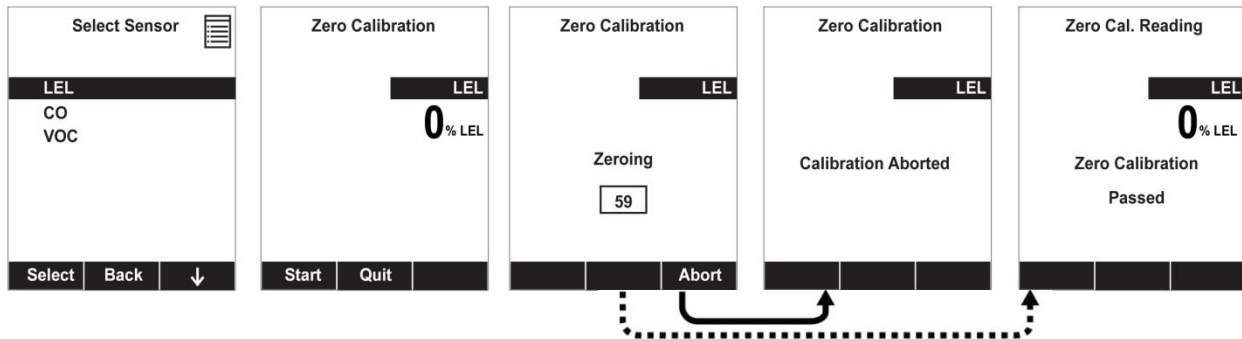 Select Sensor
LEL
CO
VOC
Select Back ↓
Zero Calibration
LEL
0 % LEL
Start Quit
Zero Calibration
LEL
Zeroing
59
Abort
Zero Calibration
LEL
Calibration Aborted
Zero Cal. Reading
LEL
0 % LEL
Zero Calibration
Passed